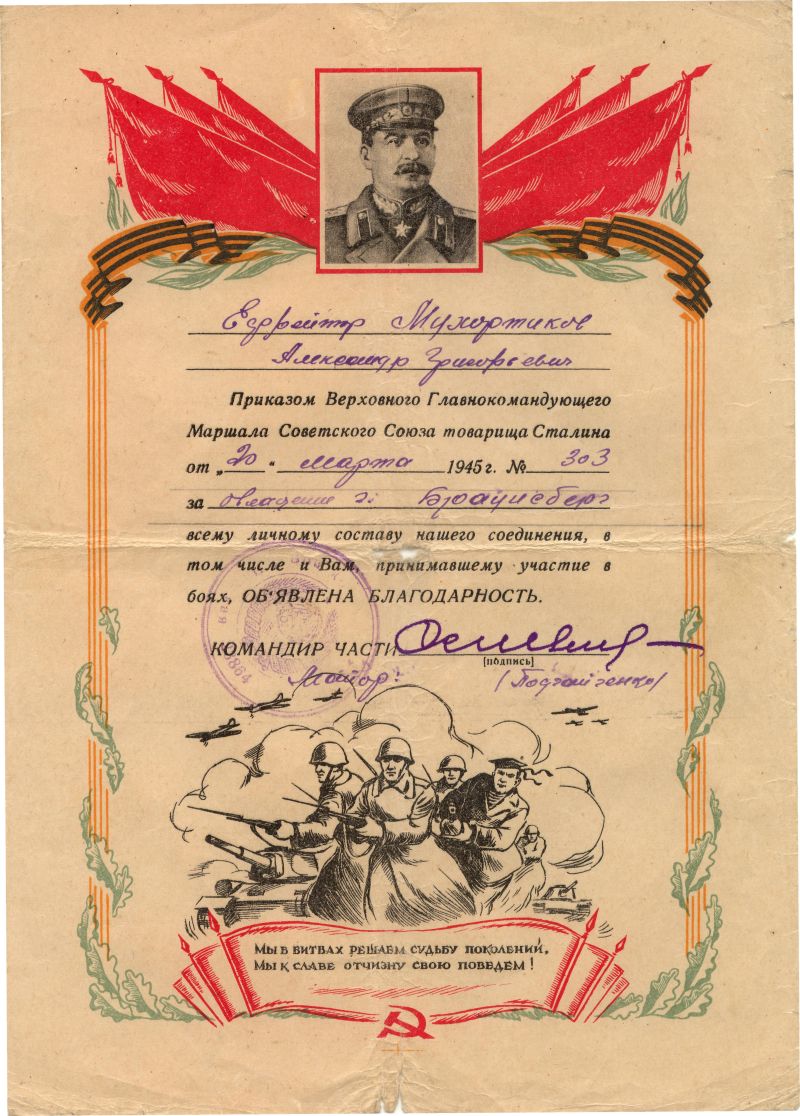 Ефрейтор Мухортиков
Александр Григорьевич
Приказом Верховного Главнокомандующего
Маршала Советского Союза товарища Сталина
от „20“ марта 1945 г. № 303
за овладение г. Браунсберг
всему личному составу нашего соединения, в
том числе и Вам, принимавшему участие в
боях, ОБ'ЯВЛЕНА БЛАГОДАРНОСТЬ.
КОМАНДИР ЧАСТИ
[подпись]
Майор
МЫ В БИТВАХ РЕШАЕМ СУДЬБУ ПОКОЛЕНИЙ,
МЫ К СЛАВЕ ОТЧИЗНУ СВОЮ ПОВЕДЕМ!